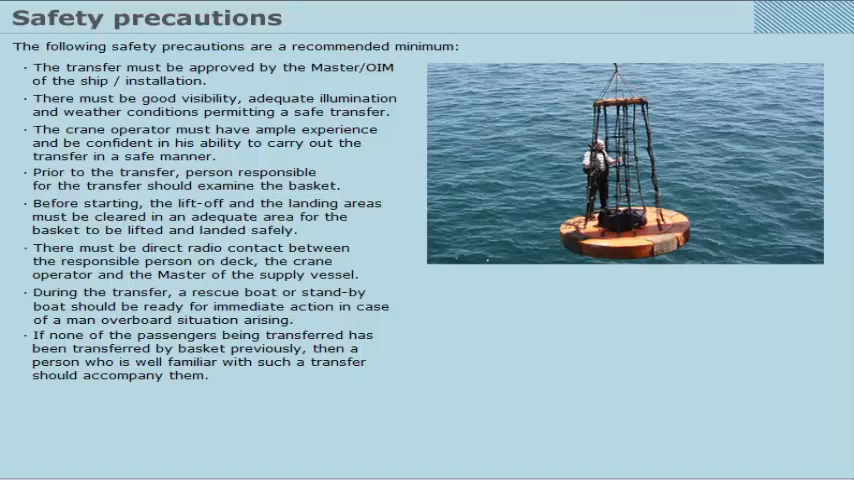 Safety precautions
The following safety precautions are a recommended minimum:
· The transfer must be approved by the Master/OIM
of the ship / installation.
· There must be good visibility, adequate illumination
and weather conditions permitting a safe transfer.
· The crane operator must have ample experience
and be confident in his ability to carry out the
transfer in a safe manner.
· Prior to the transfer, person responsible
for the transfer should examine the basket.
· Before starting, the lift-off and the landing areas
must be cleared in an adequate area for the
basket to be lifted and landed safely.
· There must be direct radio contact between
the responsible person on deck, the crane
operator and the Master of the supply vessel.
· During the transfer, a rescue boat or stand-by
boat should be ready for immediate action in case
of a man overboard situation arising.
· If none of the passengers being transferred has
been transferred by basket previously, then a
person who is well familiar with such a transfer
should accompany them.